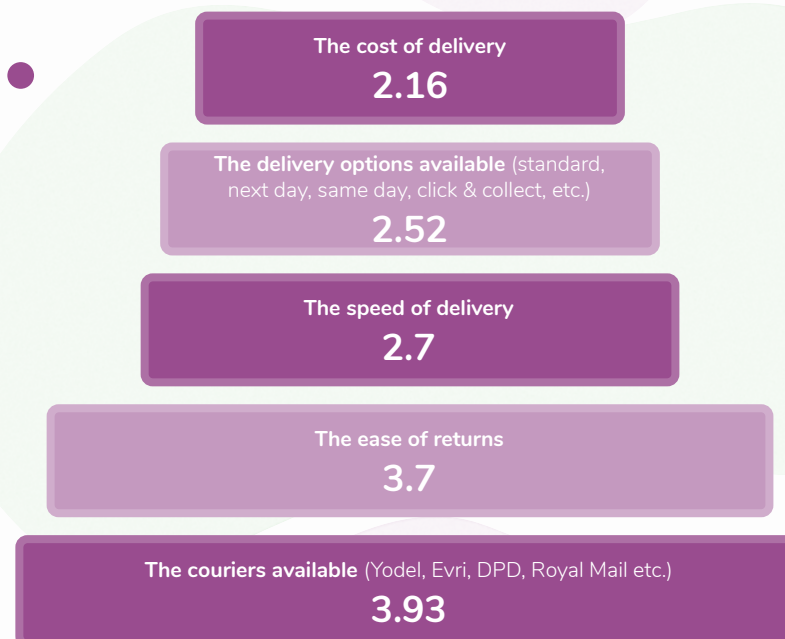 The cost of delivery
2.16
The delivery options available (standard,
next day, same day, click & collect, etc.)
2.52
The speed of delivery
2.7
The ease of returns
3.7
The couriers available (Yodel, Evri, DPD, Royal Mail etc.)
3.93